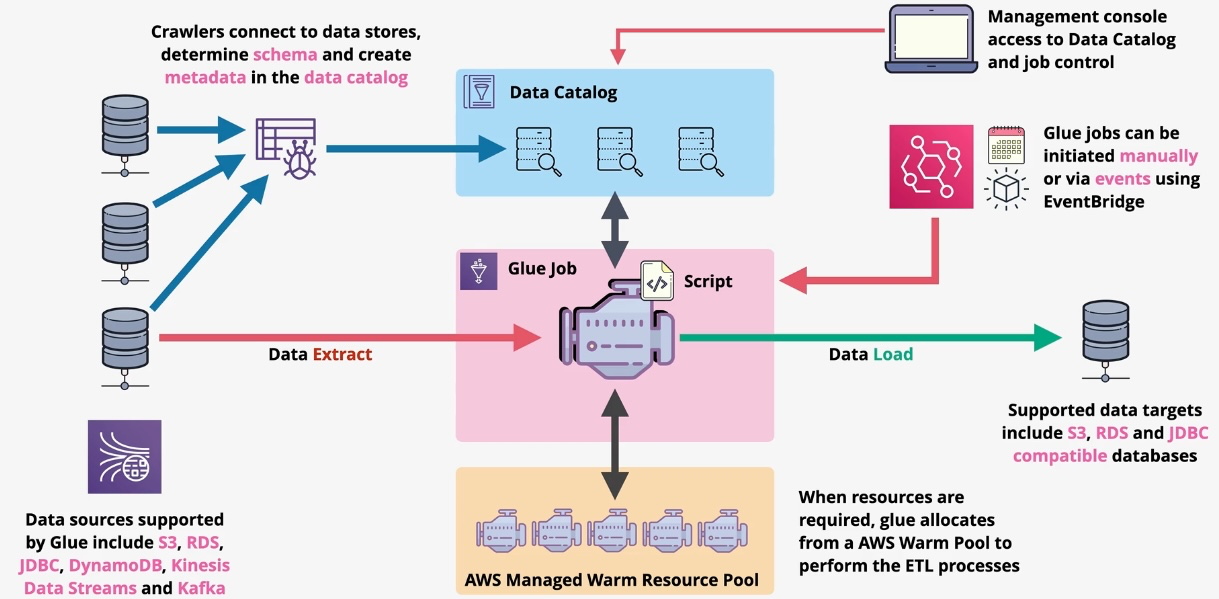 Crawlers connect to data stores,
determine schema and create
metadata in the data catalog
Management console
access to Data Catalog
and job control
Data Catalog
Glue jobs can be
initiated manually
or via events using
EventBridge
Glue Job
Script
</>
Data Extract
Data Load
Supported data targets
include S3, RDS and JDBC
compatible databases
Data sources supported
by Glue include S3, RDS,
JDBC, DynamoDB, Kinesis
Data Streams and Kafka
When resources are
required, glue allocates
from a AWS Warm Pool to
perform the ETL processes
AWS Managed Warm Resource Pool